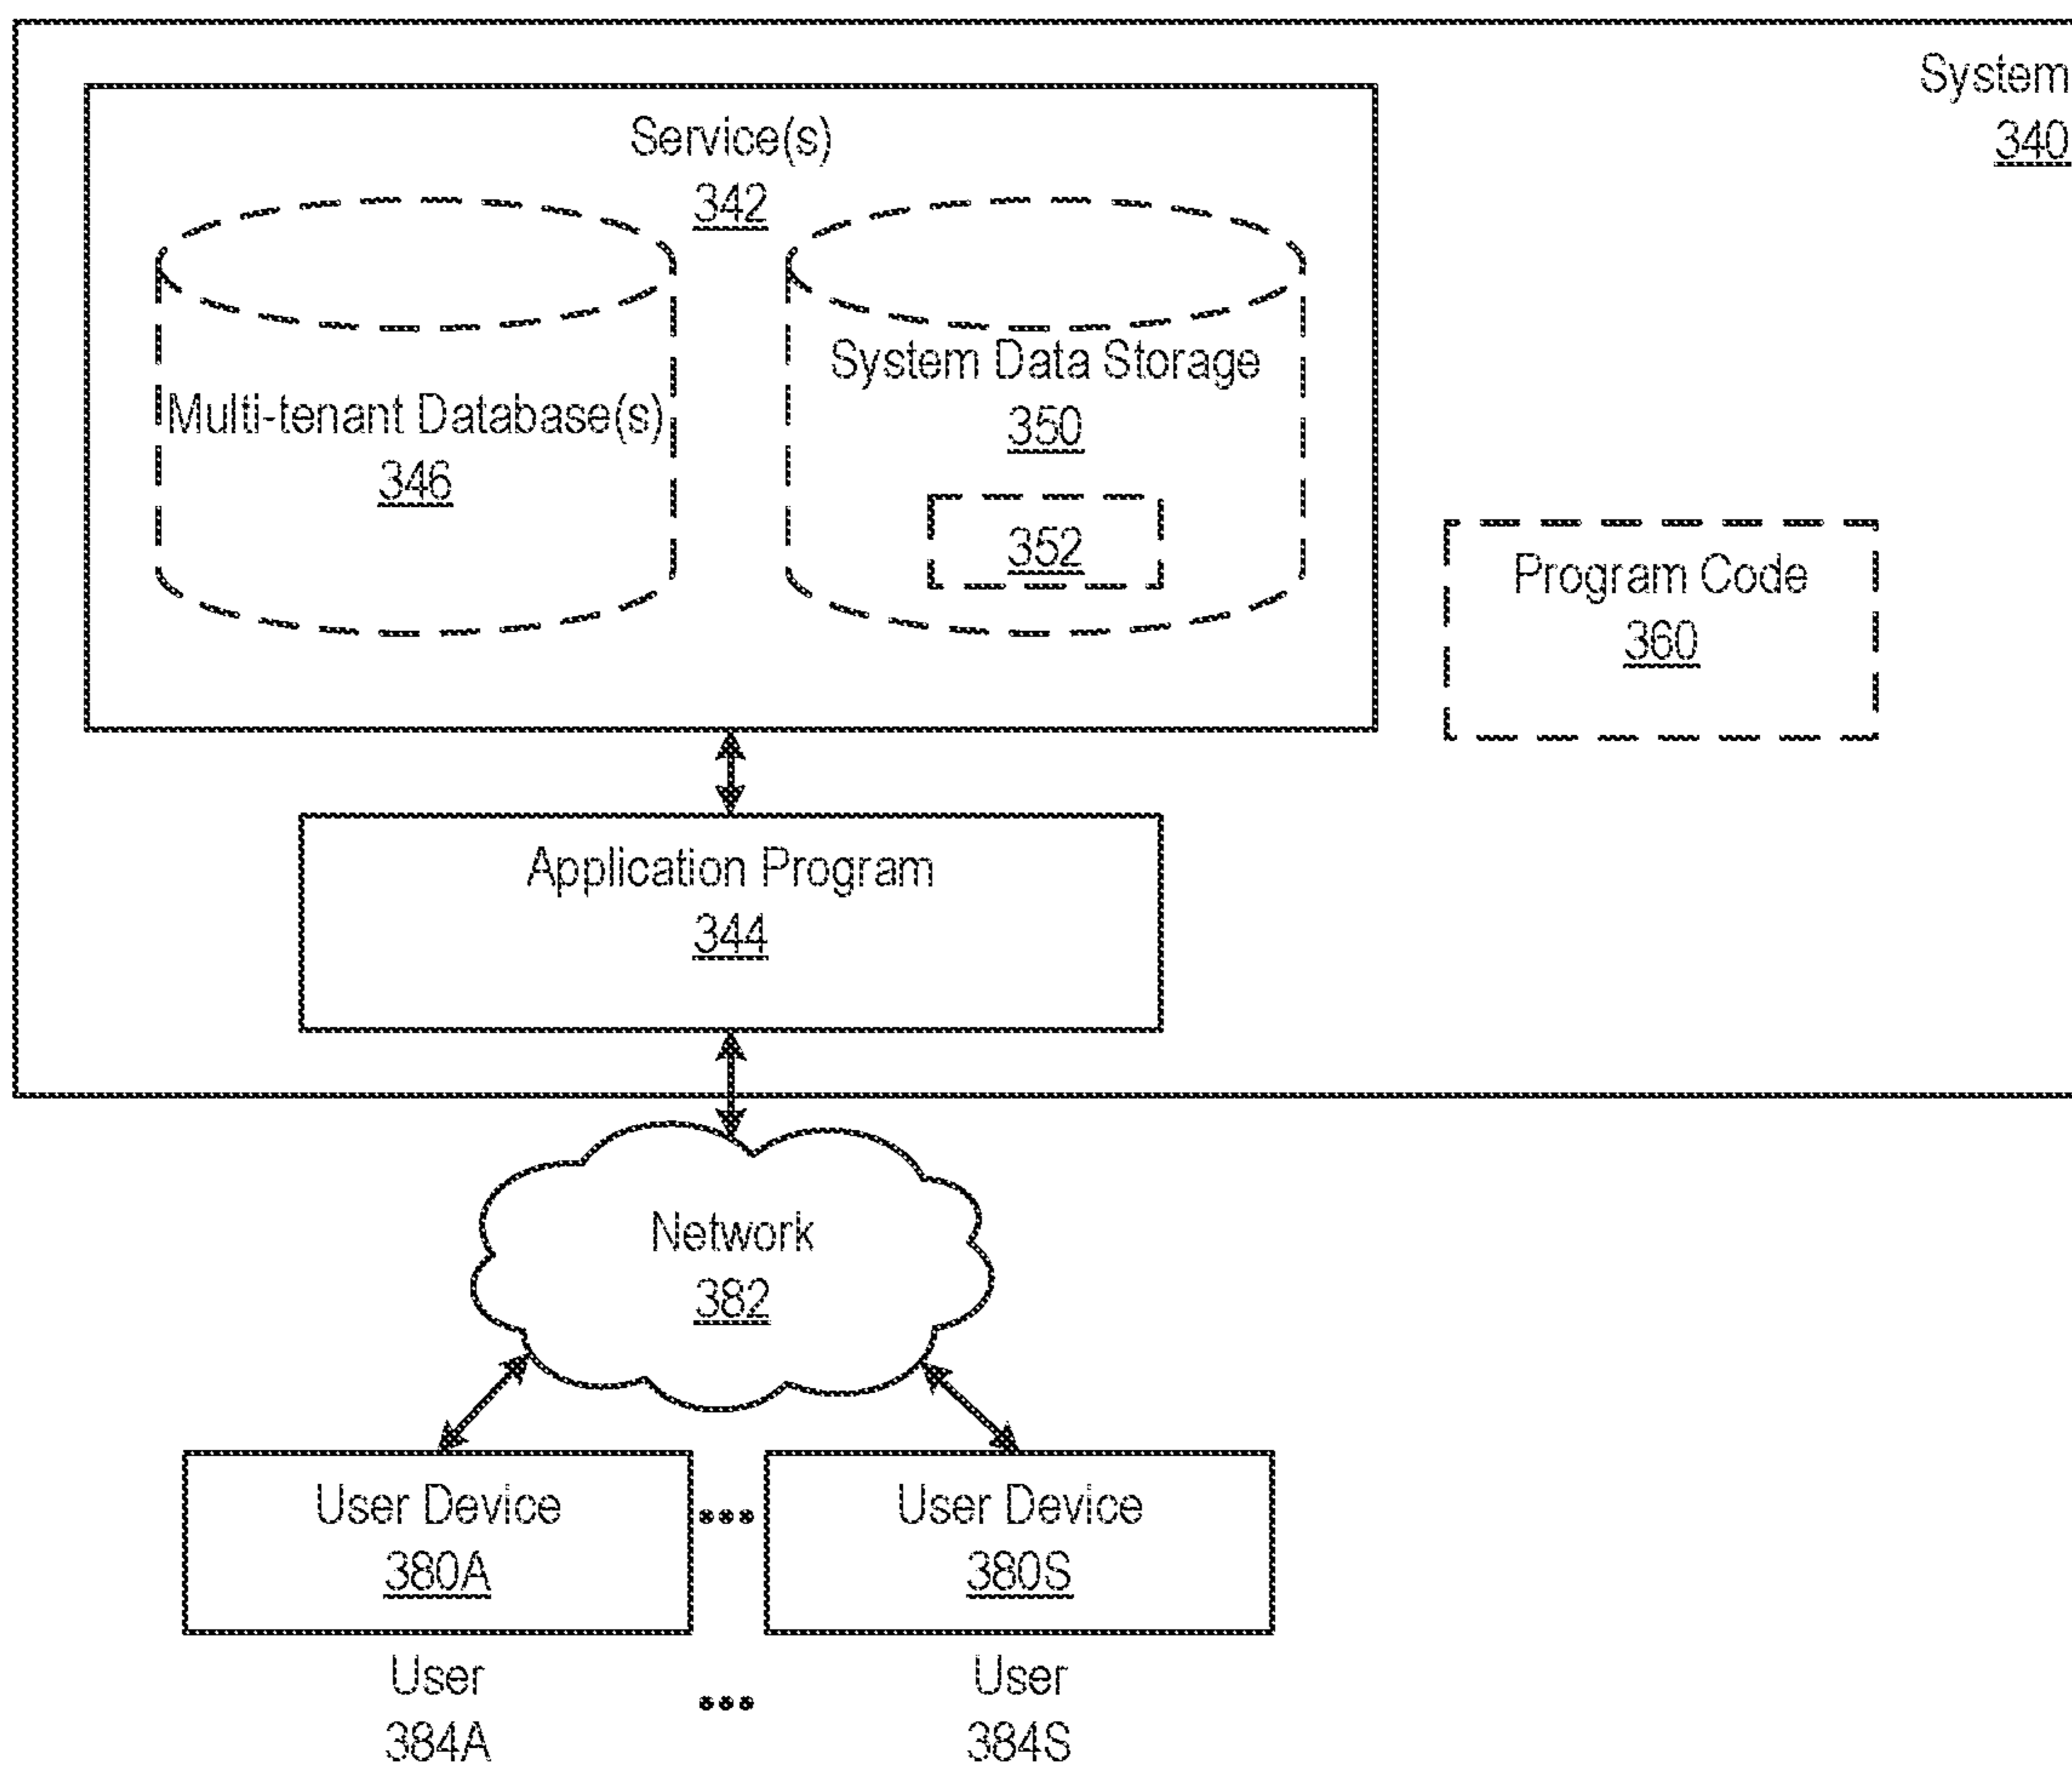 System
340
Service(s)
342
Multi-tenant Database(s)
346
System Data Storage
350
352
Program Code
360
Application Program
344
Network
382
User Device
380A
•••
User Device
380S
User
384A
•••
User
384S